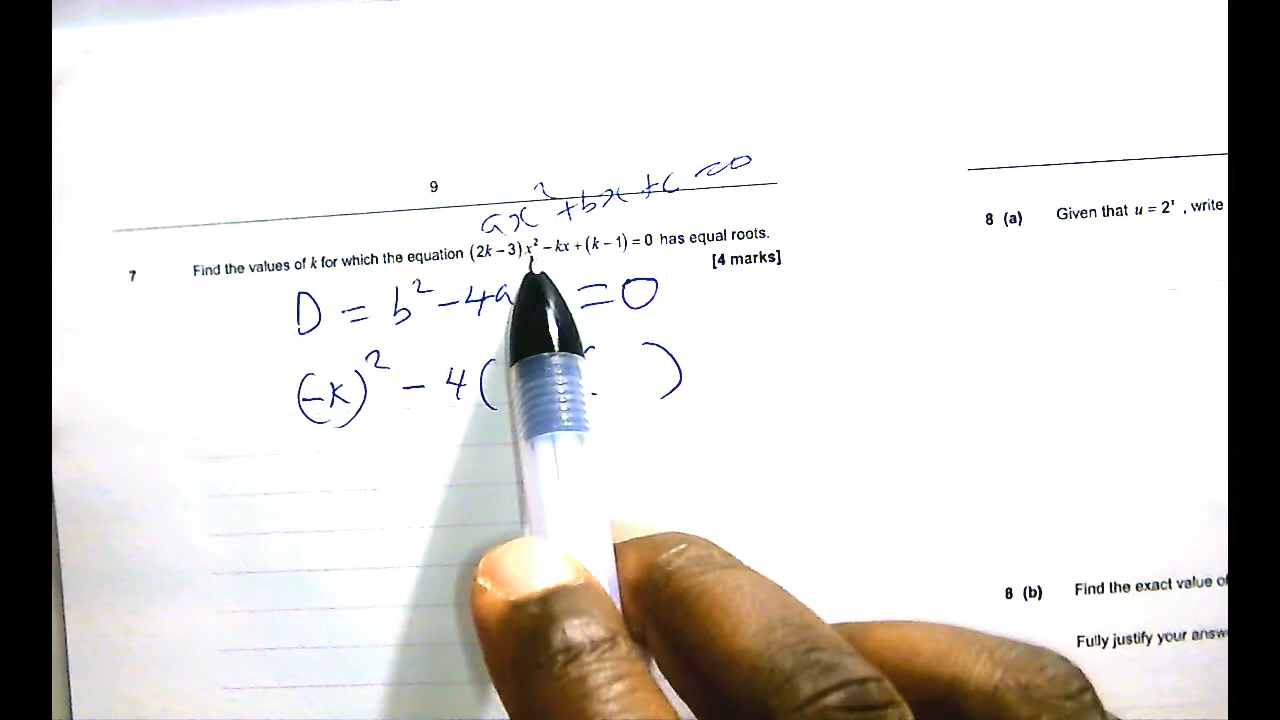 9
ax² + bx + c = 0
7 Find the values of k for which the equation (2k – 3)x² – kx + (k – 1) = 0 has equal roots.
[4 marks]
D = b² – 4a = 0
(–k)² – 4( )
8 (a) Given that u = 2ˣ , write
8 (b) Find the exact value of
Fully justify your